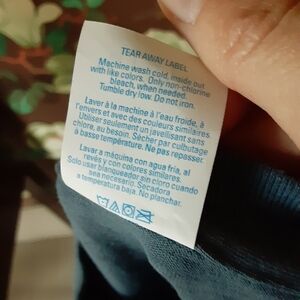 TEAR AWAY LABEL
Machine wash cold, inside out
with like colors. Only non-chlorine
bleach, when needed.
Tumble dry low. Do not iron.
Laver à la machine à l'eau froide, à
l'envers et avec des couleurs similaires.
Utiliser seulement un javellisant sans
chlore, au besoin. Sécher par culbutage
à basse température. Ne pas repasser.
Lavar a máquina con agua fría, al
revés y con colores similares.
Solo usar blanqueador sin cloro cuando
sea necesario. Secadora
a temperatura baja. No planchar.